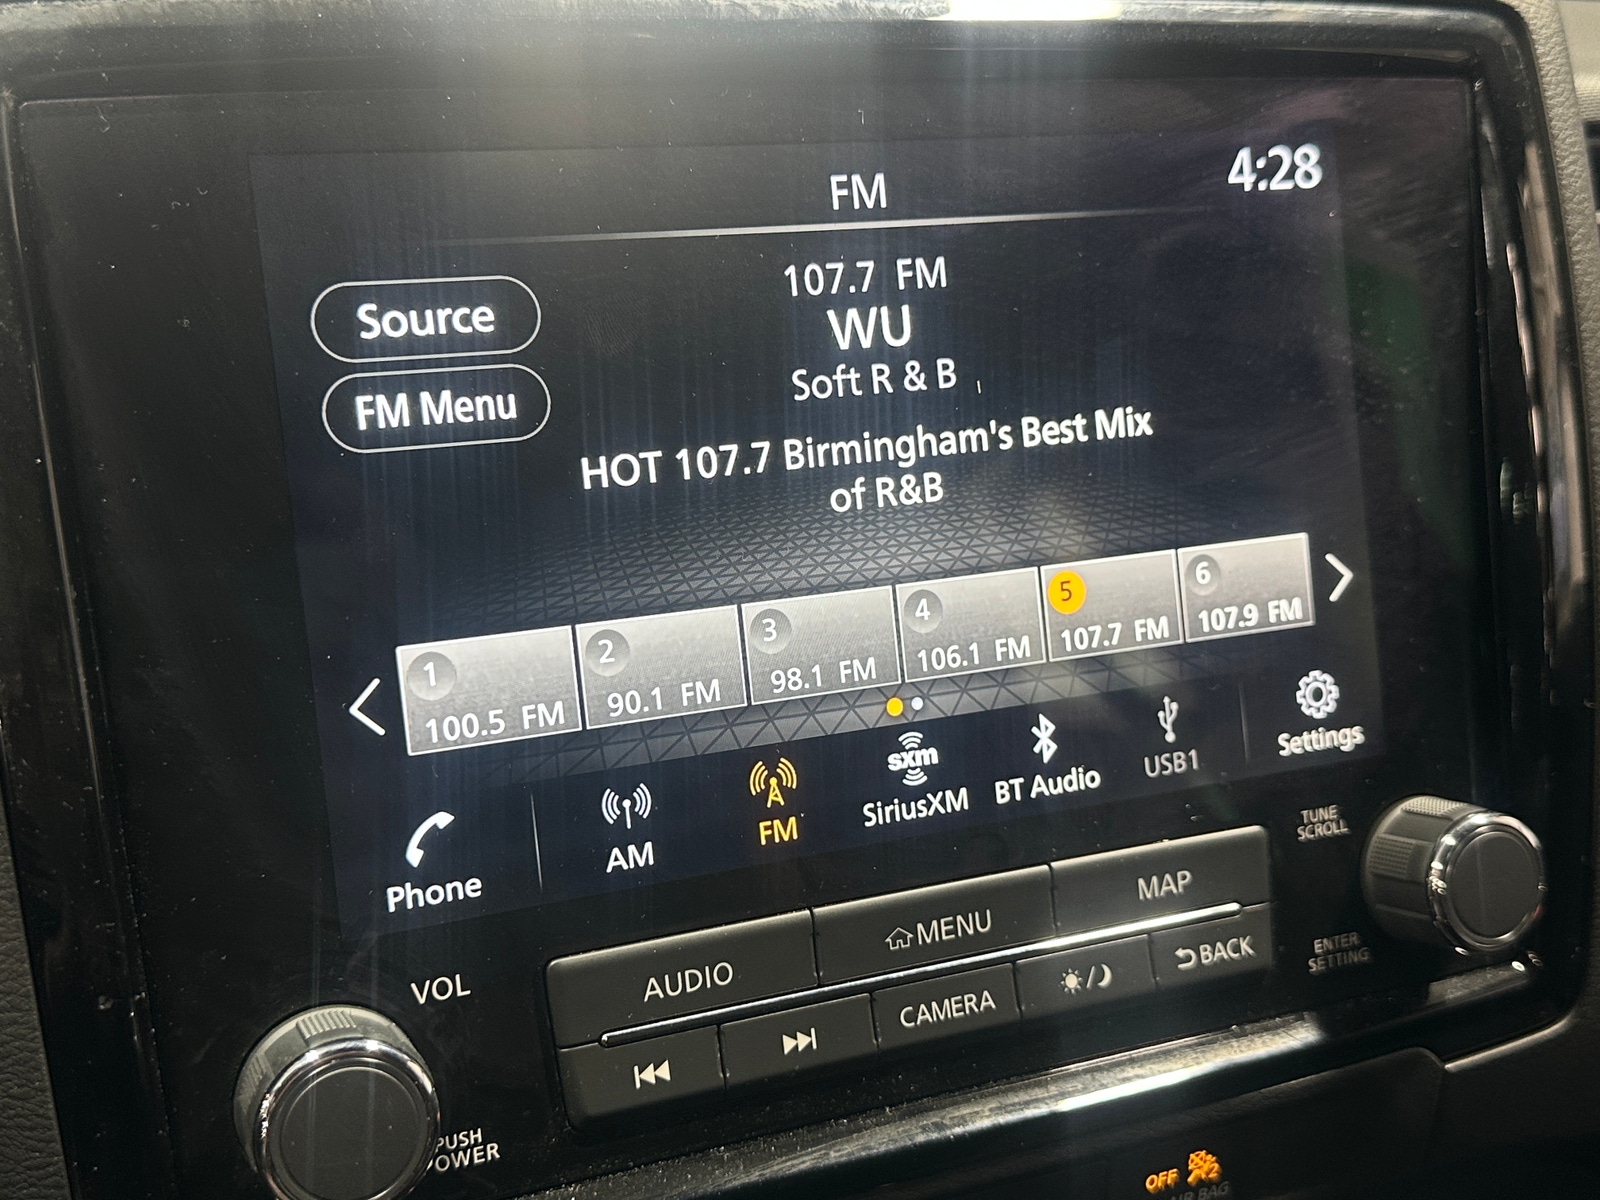 FM
4:28
Source
FM Menu
107.7 FM
WU
Soft R & B
HOT 107.7 Birmingham's Best Mix
of R&B
1
100.5 FM
2
90.1 FM
3
98.1 FM
4
106.1 FM
5
107.7 FM
6
107.9 FM
Phone
AM
FM
sxm
SiriusXM
BT Audio
USB1
Settings
TUNE
SCROLL
ENTER
SETTING
VOL
PUSH
POWER
AUDIO
MENU
MAP
CAMERA
BACK
OFF 2
AIR BAG